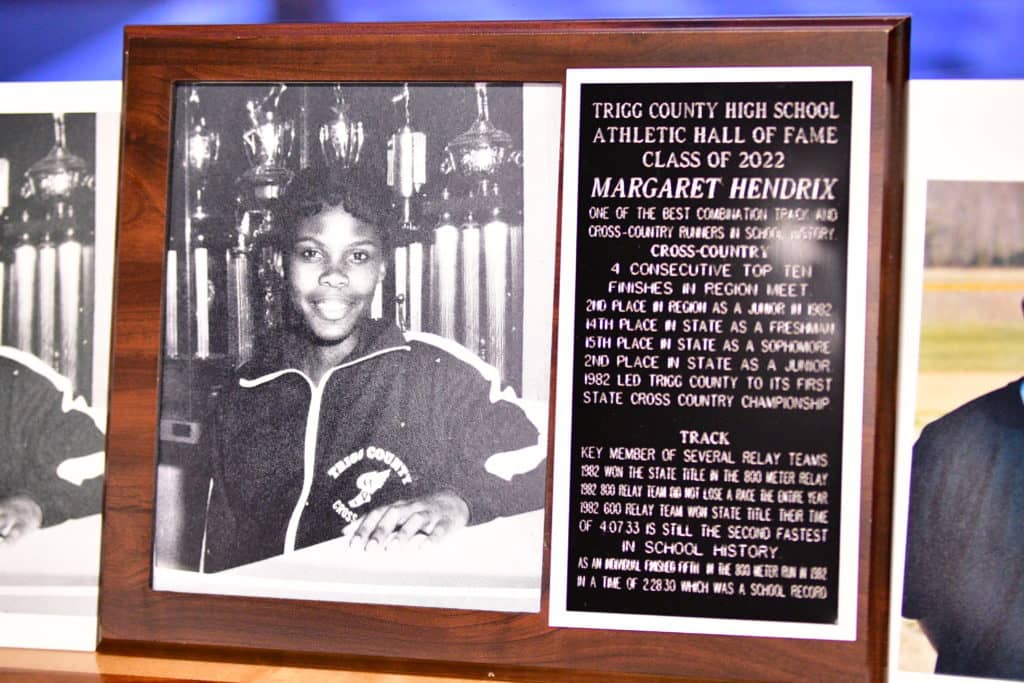 TRIGG COUNTY HIGH SCHOOL
ATHLETIC HALL OF FAME
CLASS OF 2022
MARGARET HENDRIX
ONE OF THE BEST COMBINATION TRACK AND
CROSS-COUNTRY RUNNERS IN SCHOOL HISTORY.
CROSS-COUNTRY
4 CONSECUTIVE TOP TEN
FINISHES IN REGION MEET.
2ND PLACE IN REGION AS A JUNIOR IN 1982
14TH PLACE IN STATE AS A FRESHMAN
15TH PLACE IN STATE AS A SOPHOMORE
2ND PLACE IN STATE AS A JUNIOR
1982 LED TRIGG COUNTY TO ITS FIRST
STATE CROSS COUNTRY CHAMPIONSHIP
TRACK
KEY MEMBER OF SEVERAL RELAY TEAMS
1982 WON THE STATE TITLE IN THE 800 METER RELAY
1982 800 RELAY TEAM DID NOT LOSE A RACE THE ENTIRE YEAR
1982 600 RELAY TEAM WON STATE TITLE THEIR TIME
OF 4:07.33 IS STILL THE SECOND FASTEST
IN SCHOOL HISTORY.
AS AN INDIVIDUAL FINISHED FIFTH IN THE 800 METER RUN IN 1982
IN A TIME OF 2:28.30 WHICH WAS A SCHOOL RECORD
TRIGG COUNTY
CROSS